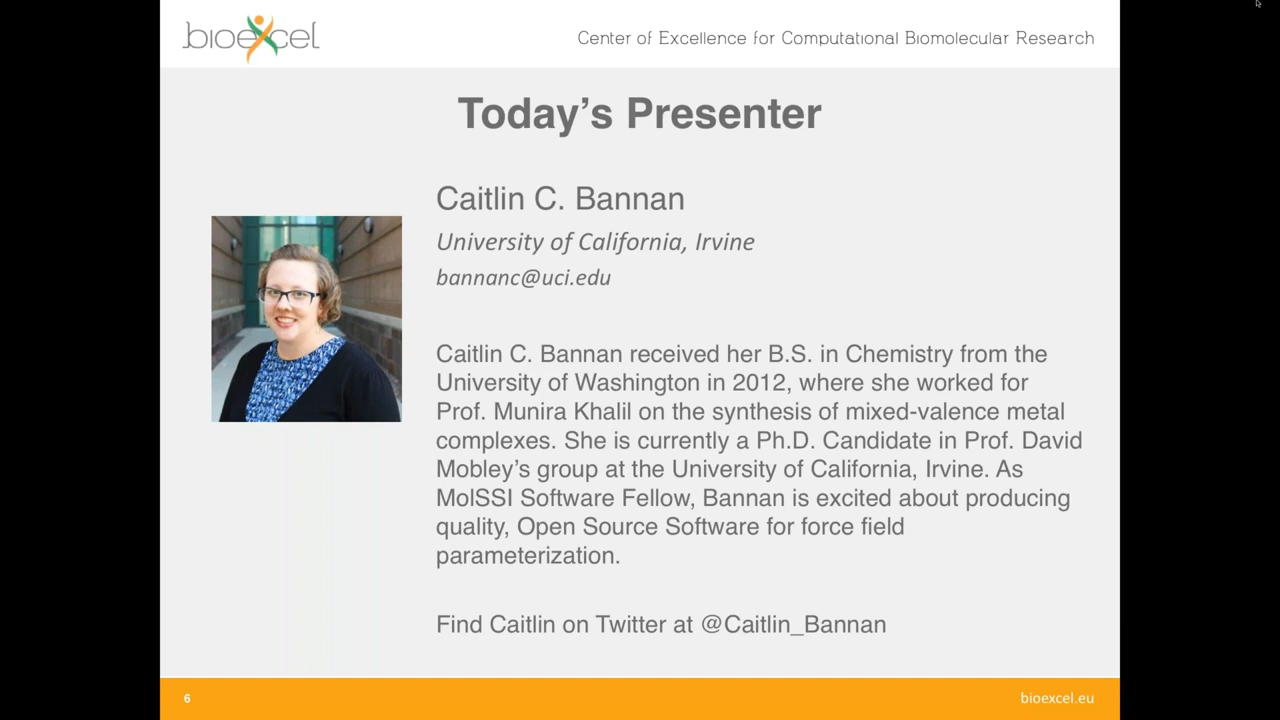 bioexcel
Center of Excellence for Computational Biomolecular Research
Today's Presenter
Caitlin C. Bannan
University of California, Irvine
bannanc@uci.edu
Caitlin C. Bannan received her B.S. in Chemistry from the
University of Washington in 2012, where she worked for
Prof. Munira Khalil on the synthesis of mixed-valence metal
complexes. She is currently a Ph.D. Candidate in Prof. David
Mobley's group at the University of California, Irvine. As
MolSSI Software Fellow, Bannan is excited about producing
quality, Open Source Software for force field
parameterization.
Find Caitlin on Twitter at @Caitlin_Bannan
6
bioexcel.eu